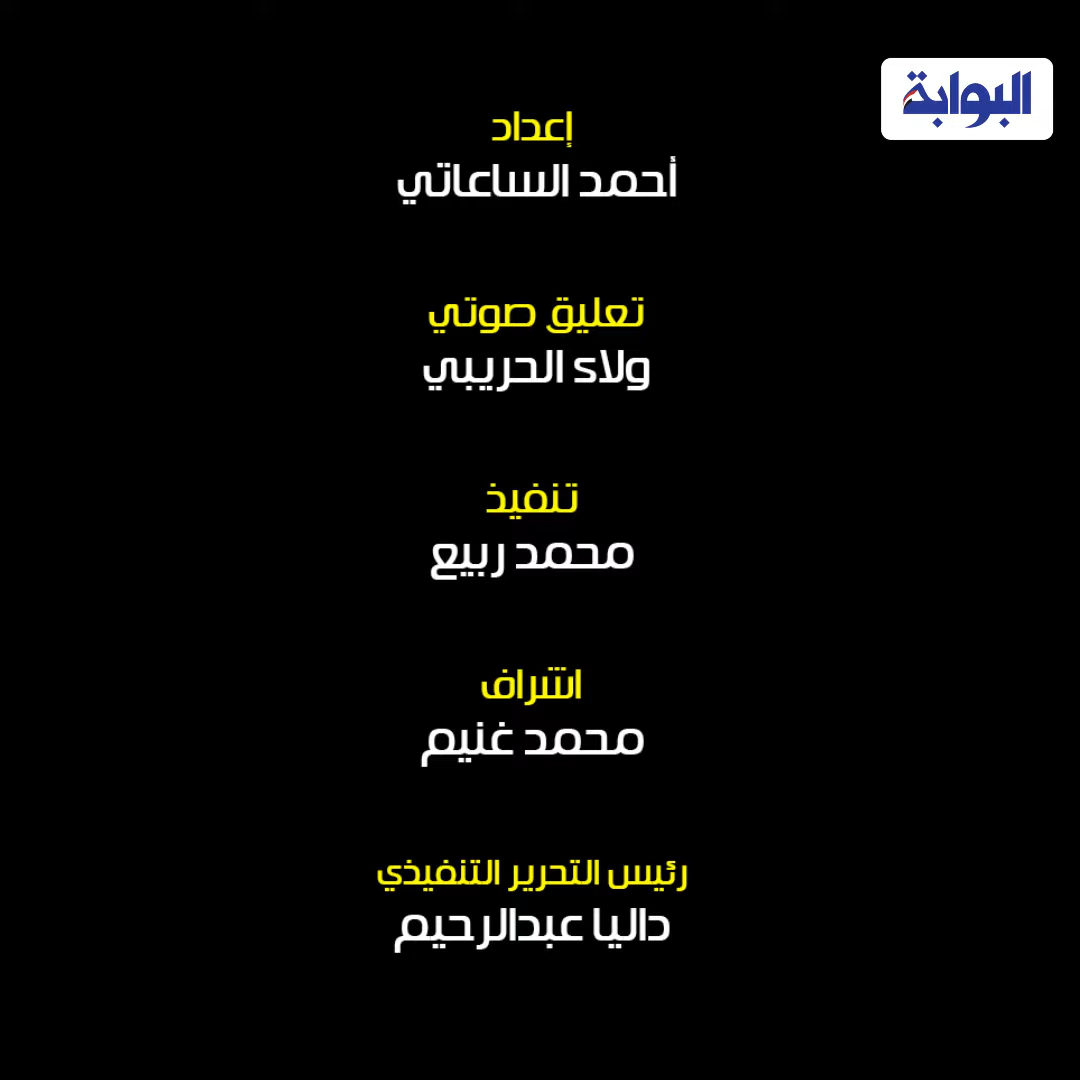 البوابة
إعداد
أحمد الساعاتي
تعليق صوتي
ولاء الحريبي
تنفيذ
محمد ربيع
اشراف
محمد غنيم
رئيس التحرير التنفيذي
داليا عبدالرحيم